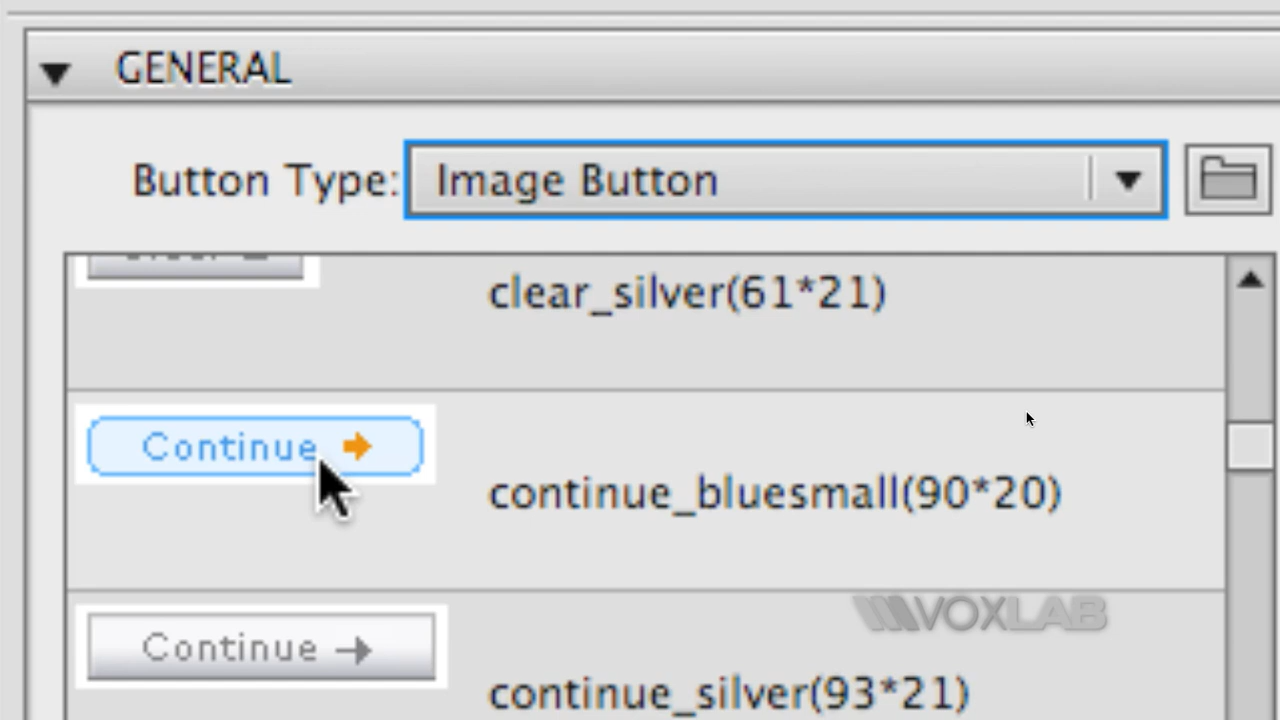 GENERAL
Button Type: Image Button
clear_silver(61*21)
Continue
continue_bluesmall(90*20)
VOXLAB
Continue
continue_silver(93*21)